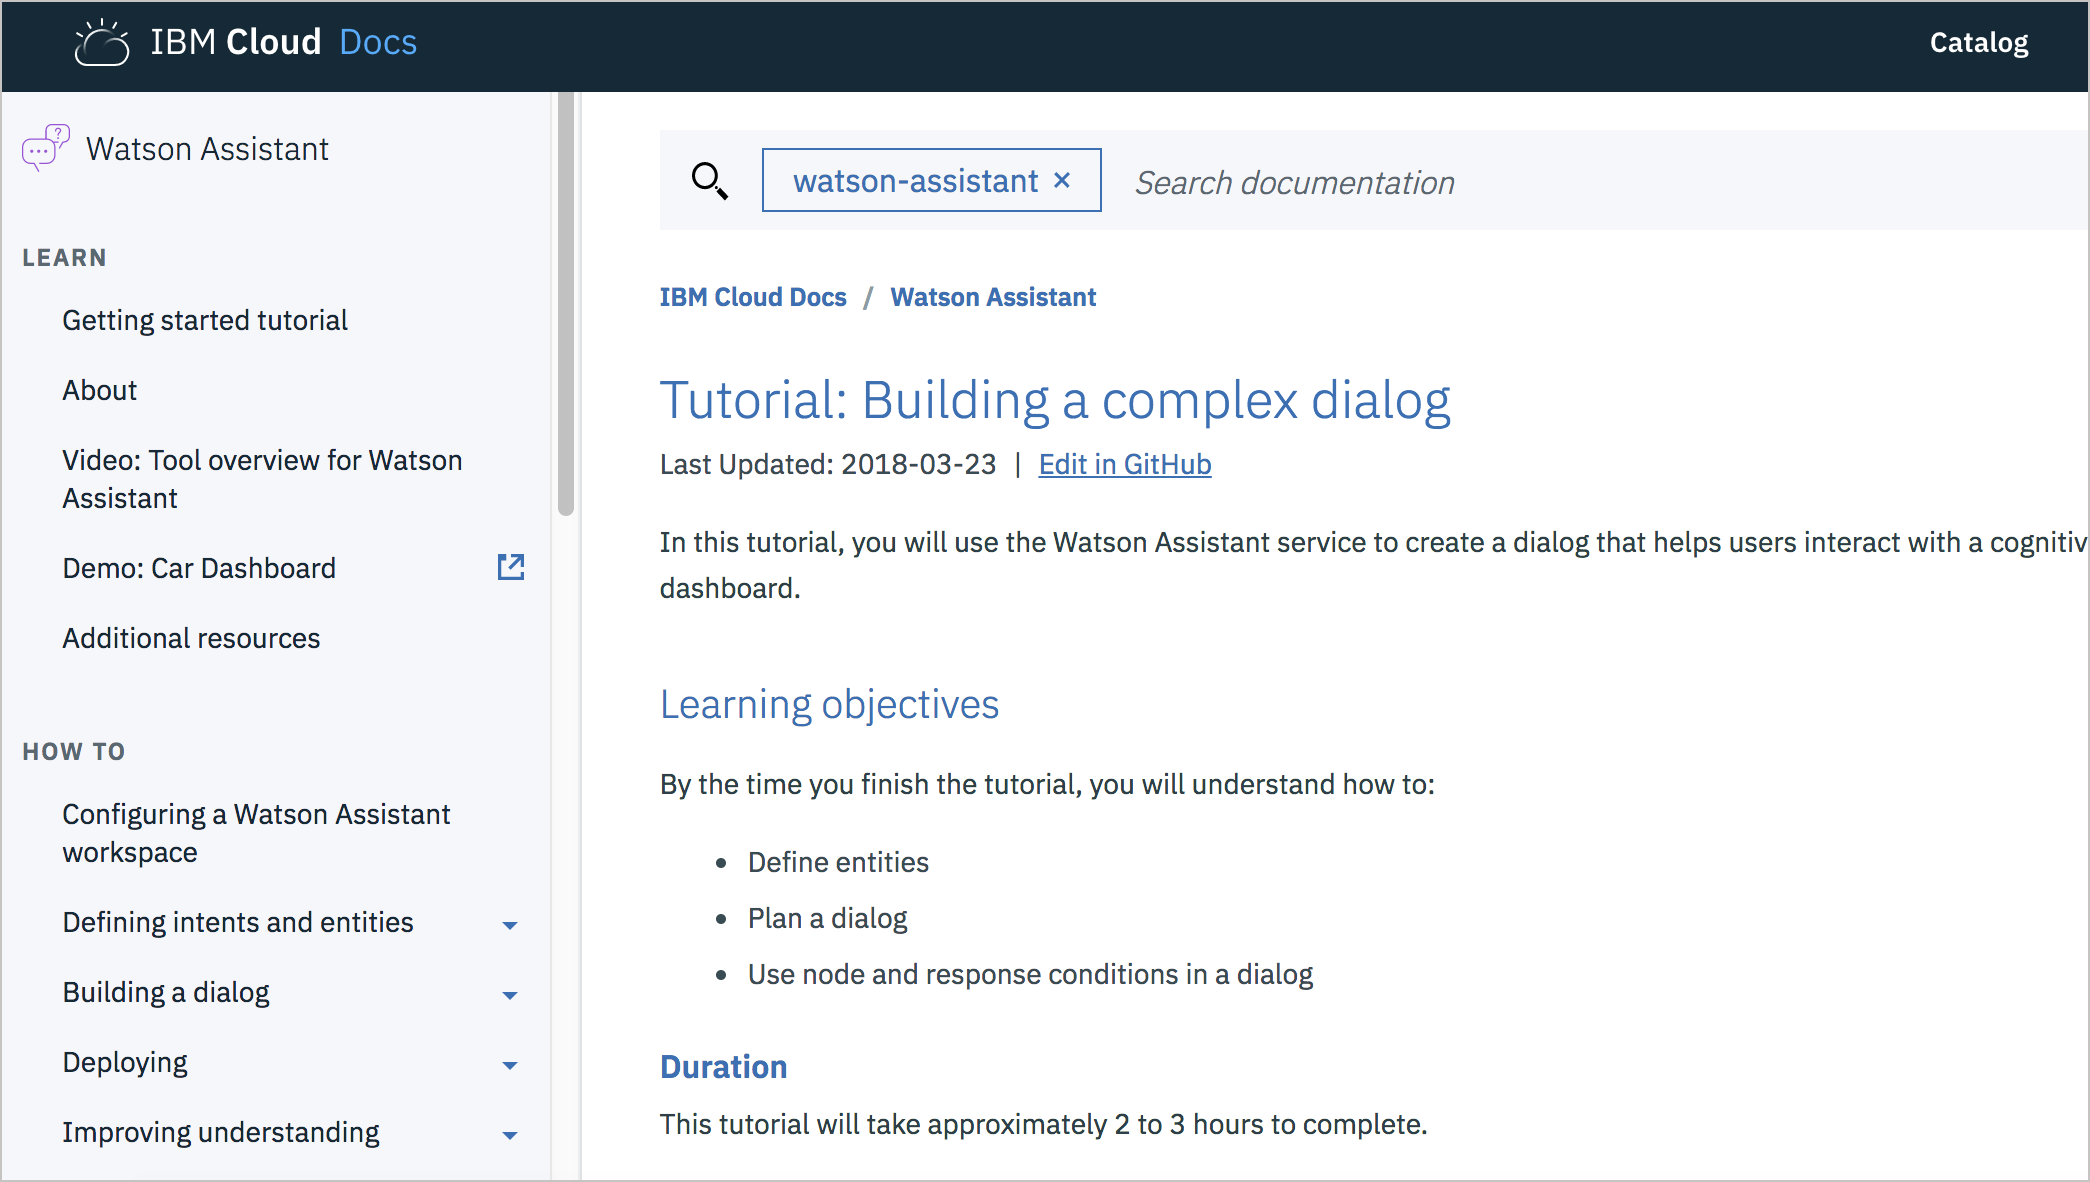 IBM Cloud Docs
Catalog
Watson Assistant
LEARN
Getting started tutorial
About
Video: Tool overview for Watson
Assistant
Demo: Car Dashboard
Additional resources
HOW TO
Configuring a Watson Assistant
workspace
Defining intents and entities
Building a dialog
Deploying
Improving understanding
watson-assistant ×
Search documentation
IBM Cloud Docs / Watson Assistant
Tutorial: Building a complex dialog
Last Updated: 2018-03-23 | Edit in GitHub
In this tutorial, you will use the Watson Assistant service to create a dialog that helps users interact with a cognitiv
dashboard.
Learning objectives
By the time you finish the tutorial, you will understand how to:
• Define entities
• Plan a dialog
• Use node and response conditions in a dialog
Duration
This tutorial will take approximately 2 to 3 hours to complete.